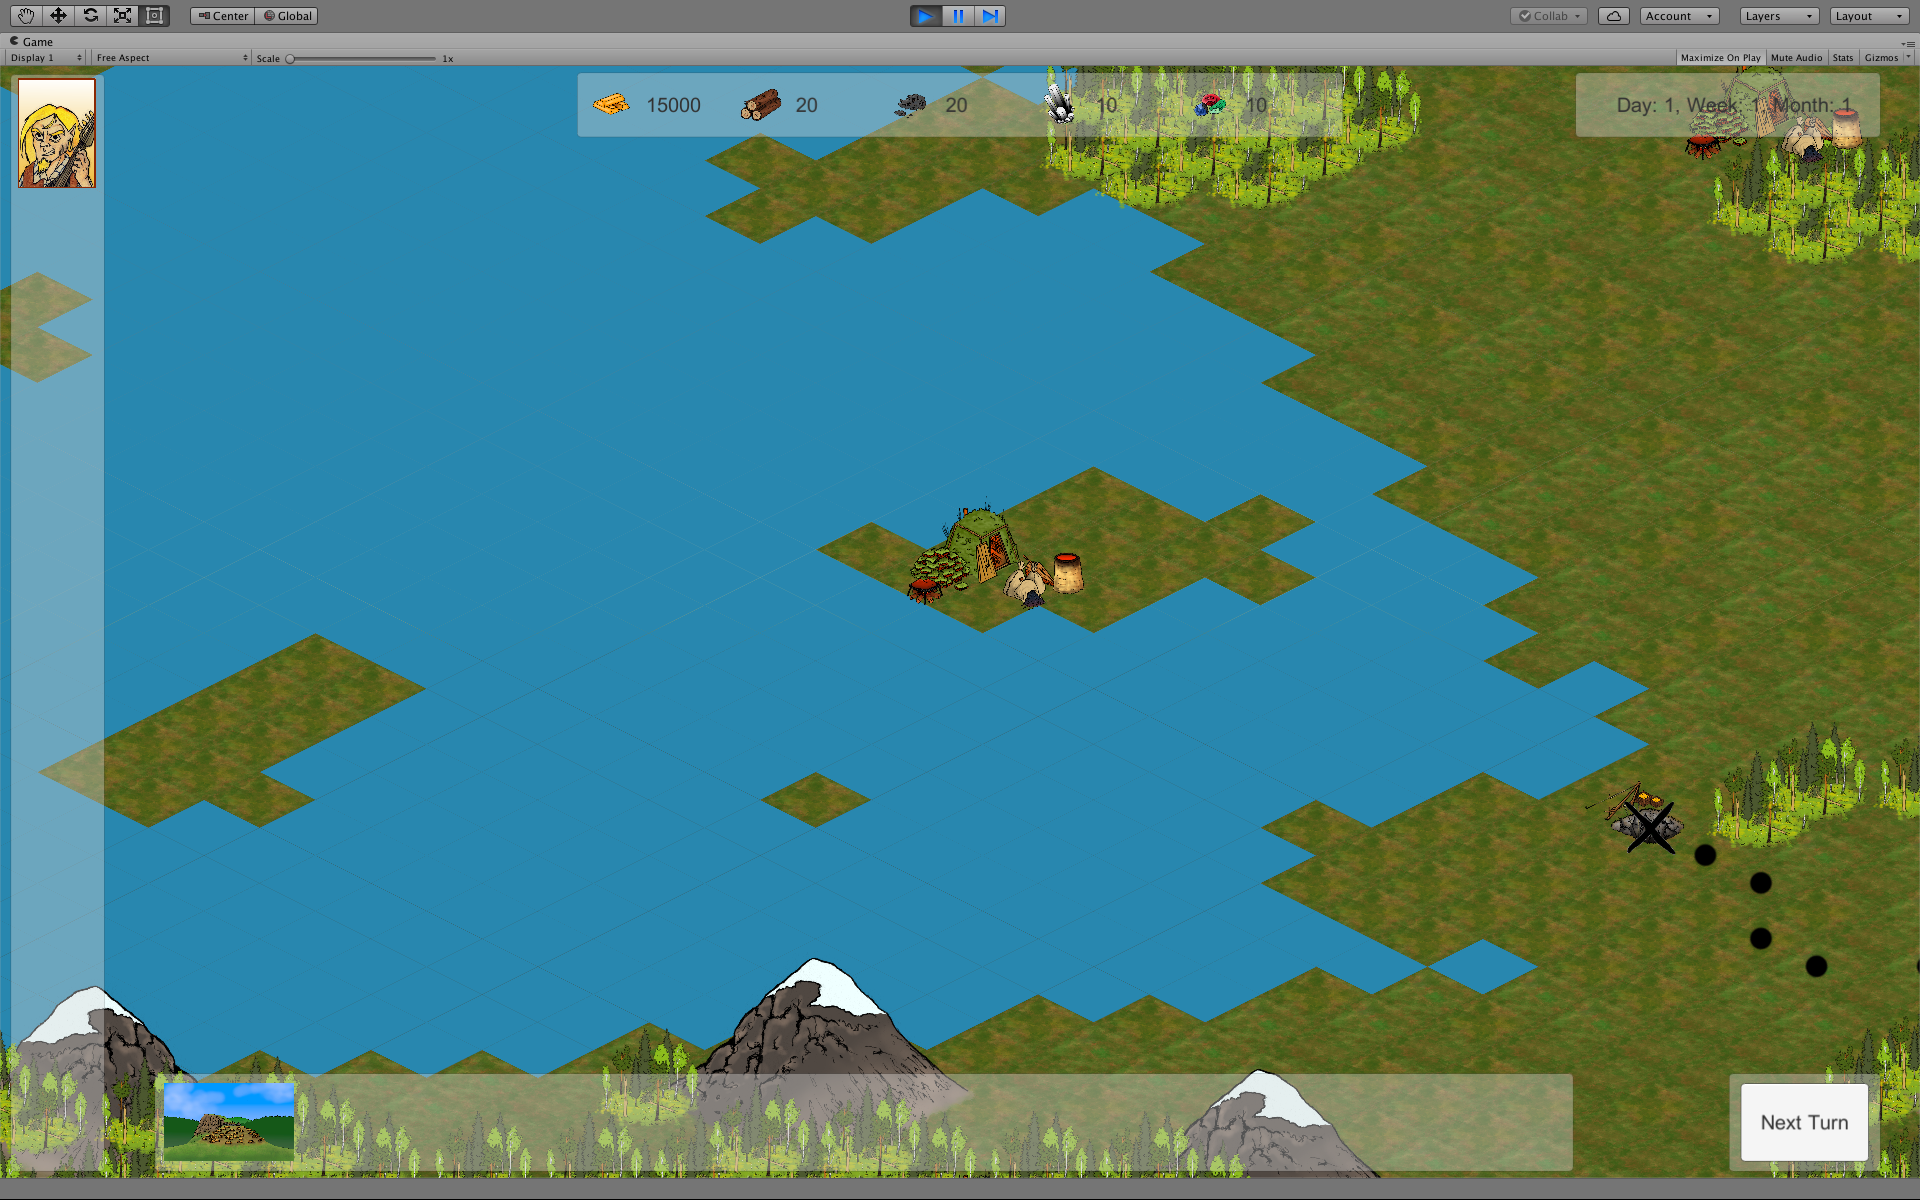 Center Global Collab Account Layers Layout
Game
Display 1 Free Aspect Scale 1x Maximize On Play Mute Audio Stats Gizmos
15000 20 20 10 10 Day: 1, Week: 1, Month: 1
Next Turn